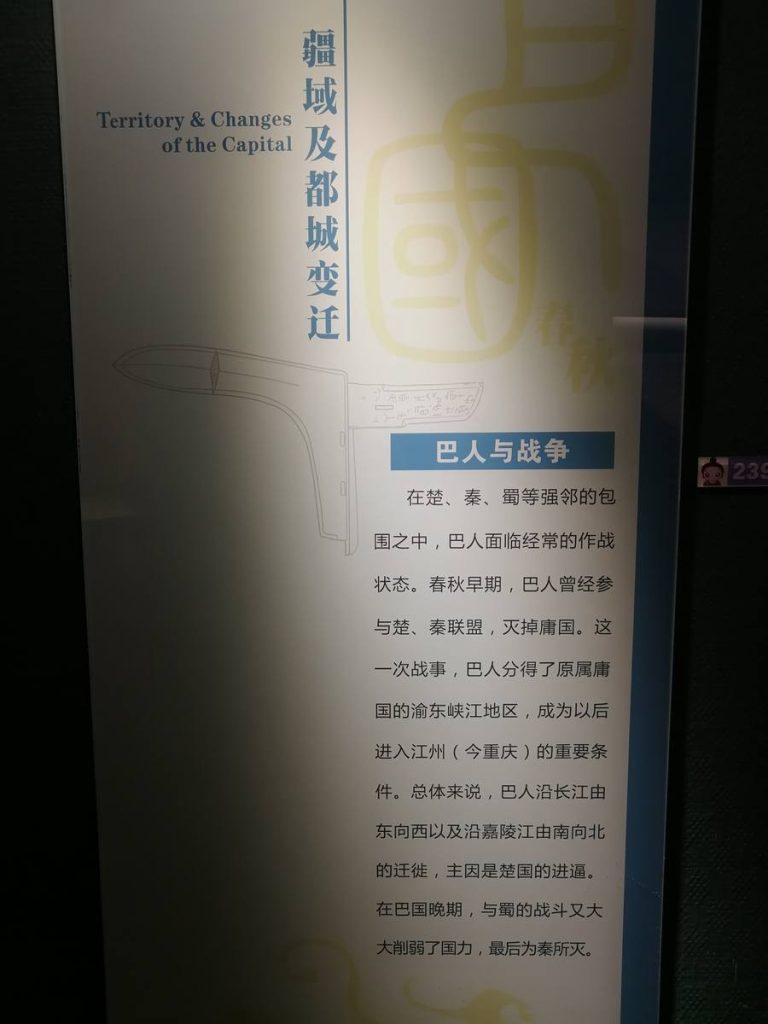 疆域及都城变迁
Territory & Changes
of the Capital
國
春秋
巴人与战争
在楚、秦、蜀等强邻的包
围之中，巴人面临经常的作战
状态。春秋早期，巴人曾经参
与楚、秦联盟，灭掉庸国。这
一次战事，巴人分得了原属庸
国的渝东峡江地区，成为以后
进入江州（今重庆）的重要条
件。总体来说，巴人沿长江由
东向西以及沿嘉陵江由南向北
的迁徙，主因是楚国的进逼。
在巴国晚期，与蜀的战斗又大
大削弱了国力，最后为秦所灭。
239